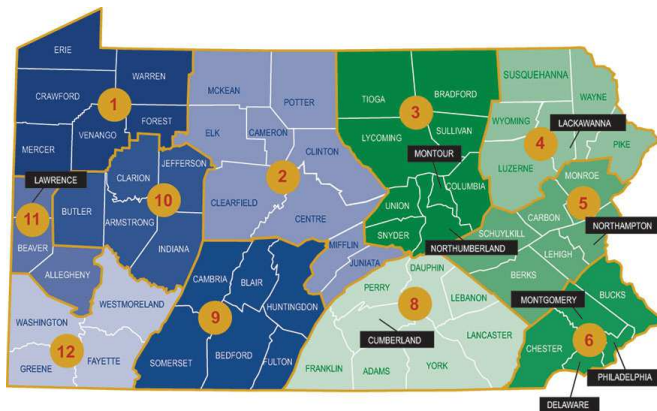 ERIE
WARREN
CRAWFORD
1
FOREST
VENANGO
MERCER
MCKEAN
POTTER
ELK
CAMERON
CLINTON
2
CLEARFIELD
CENTRE
MIFFLIN
JUNIATA
TIOGA
BRADFORD
3
LYCOMING
SULLIVAN
MONTOUR
COLUMBIA
UNION
SNYDER
NORTHUMBERLAND
SUSQUEHANNA
WAYNE
WYOMING
LACKAWANNA
4
LUZERNE
PIKE
MONROE
5
CARBON
NORTHAMPTON
SCHUYLKILL
LEHIGH
BERKS
MONTGOMERY
BUCKS
6
CHESTER
PHILADELPHIA
DELAWARE
DAUPHIN
PERRY
LEBANON
8
CUMBERLAND
LANCASTER
FRANKLIN
ADAMS
YORK
CAMBRIA
BLAIR
HUNTINGDON
9
SOMERSET
BEDFORD
FULTON
JEFFERSON
CLARION
10
ARMSTRONG
INDIANA
LAWRENCE
BUTLER
11
BEAVER
ALLEGHENY
WESTMORELAND
WASHINGTON
12
GREENE
FAYETTE